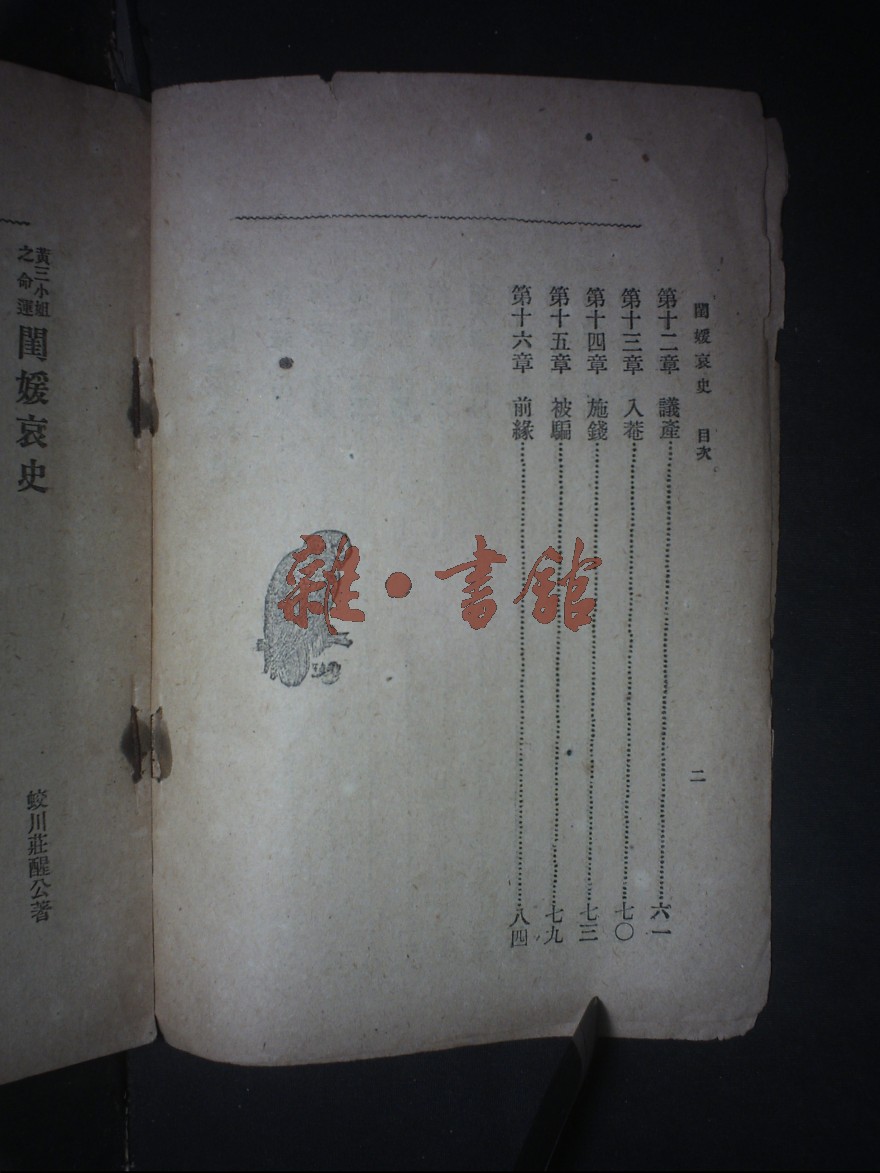 閨媛哀史　目次　二
第十二章　議產…………六一
第十三章　入菴…………七〇
第十四章　施錢…………七三
第十五章　被騙…………七九
第十六章　前緣…………八四
雜•書館
黃三小姐之命運　閨媛哀史
蛟川莊醒公著